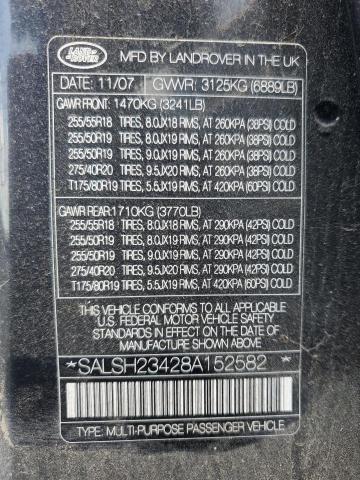 LAND
ROVER
MFD BY LANDROVER IN THE UK
DATE: 11/07 GVWR: 3125KG (6889LB)
GAWR FRONT: 1470KG (3241LB)
255/55R18 TIRES, 8.0JX18 RIMS, AT 260KPA (38PSI) COLD
255/50R19 TIRES, 8.0JX19 RIMS, AT 260KPA (38PSI) COLD
255/50R19 TIRES, 9.0JX19 RIMS, AT 260KPA (38PSI) COLD
275/40R20 TIRES, 9.5JX20 RIMS, AT 260KPA (38PSI) COLD
T175/80R19 TIRES, 5.5JX19 RIMS, AT 420KPA (60PSI) COLD
GAWR REAR: 1710KG (3770LB)
255/55R18 TIRES, 8.0JX18 RIMS, AT 290KPA (42PSI) COLD
255/50R19 TIRES, 8.0JX19 RIMS, AT 290KPA (42PSI) COLD
255/50R19 TIRES, 9.0JX19 RIMS, AT 290KPA (42PSI) COLD
275/40R20 TIRES, 9.5JX20 RIMS, AT 290KPA (42PSI) COLD
T175/80R19 TIRES, 5.5JX19 RIMS, AT 420KPA (60PSI) COLD
THIS VEHICLE CONFORMS TO ALL APPLICABLE
U.S. FEDERAL MOTOR VEHICLE SAFETY
STANDARDS IN EFFECT ON THE DATE OF
MANUFACTURE SHOWN ABOVE
*SALSH23428A152582*
TYPE: MULTI-PURPOSE PASSENGER VEHICLE